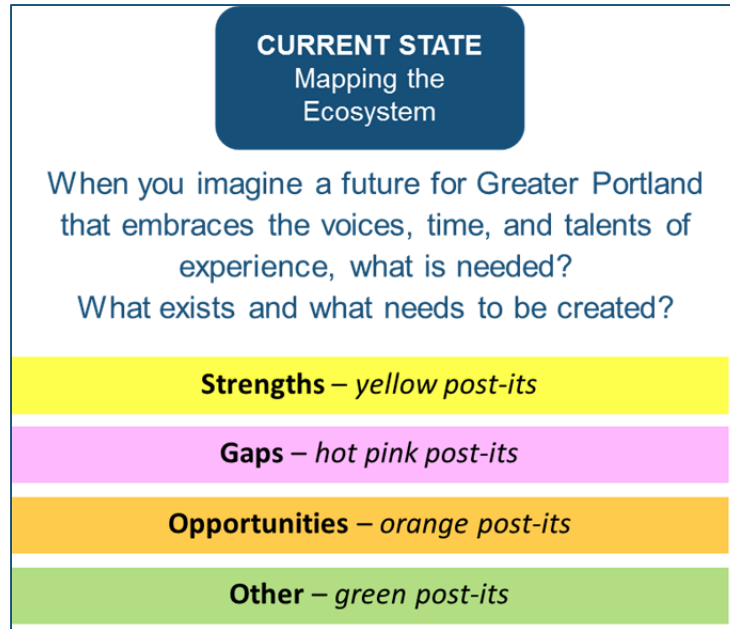 CURRENT STATE
Mapping the
Ecosystem
When you imagine a future for Greater Portland
that embraces the voices, time, and talents of
experience, what is needed?
What exists and what needs to be created?
Strengths – yellow post-its
Gaps – hot pink post-its
Opportunities – orange post-its
Other – green post-its